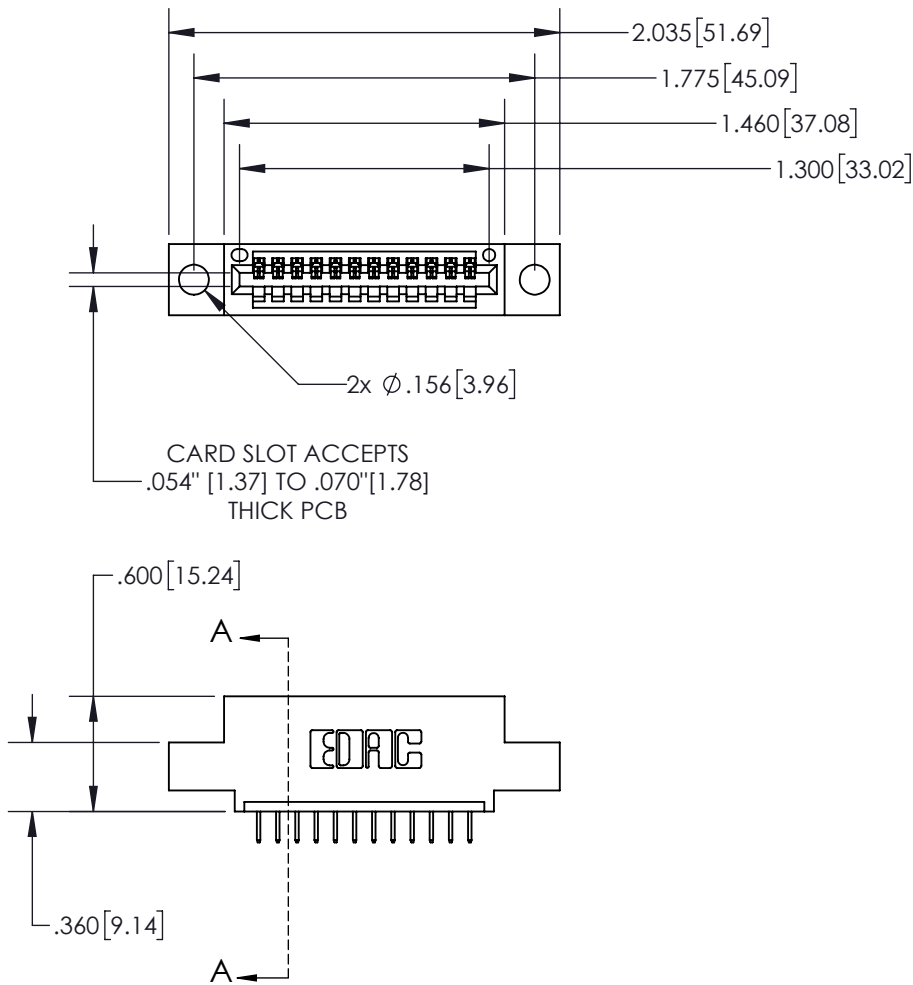 2.035[51.69]
1.775[45.09]
1.460[37.08]
1.300[33.02]
2x ∅.156[3.96]
CARD SLOT ACCEPTS
.054" [1.37] TO .070"[1.78]
THICK PCB
.600[15.24]
A
EDAC
.360[9.14]
A